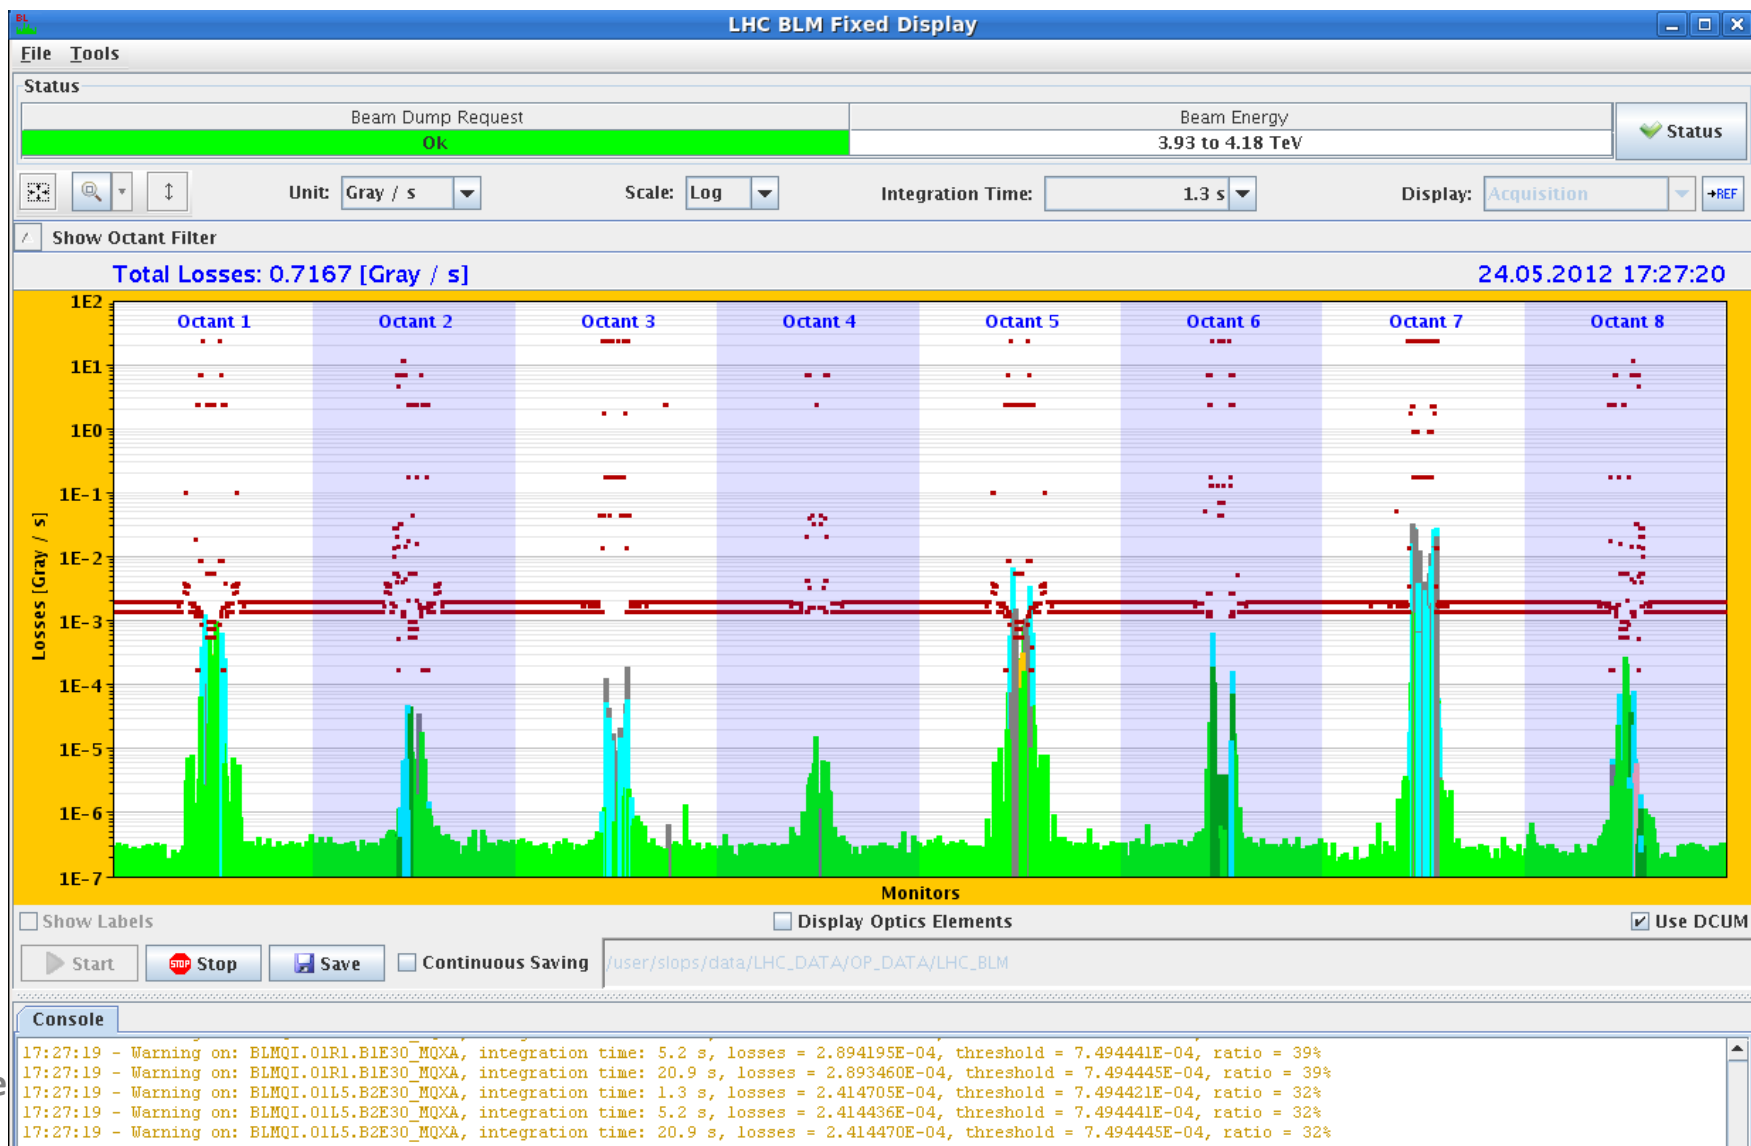 BL
LHC BLM Fixed Display
File Tools
Status
Beam Dump Request
Beam Energy
Ok
3.93 to 4.18 TeV
Status
Unit: Gray / s
Scale: Log
Integration Time: 1.3 s
Display: Acquisition
REF
Show Octant Filter
Total Losses: 0.7167 [Gray / s]
24.05.2012 17:27:20
Octant 1 Octant 2 Octant 3 Octant 4 Octant 5 Octant 6 Octant 7 Octant 8
1E2
1E1
1E0
1E-1
1E-2
1E-3
1E-4
1E-5
1E-6
1E-7
Losses [Gray / s]
Monitors
Show Labels
Display Optics Elements
Use DCUM
Start
STOP Stop
Save
Continuous Saving
/user/slops/data/LHC_DATA/OP_DATA/LHC_BLM
Console
17:27:19 - Warning on: BLMQI.01R1.B1E30_MQXA, integration time: 5.2 s, losses = 2.894195E-04, threshold = 7.494441E-04, ratio = 39%
17:27:19 - Warning on: BLMQI.01R1.B1E30_MQXA, integration time: 20.9 s, losses = 2.893460E-04, threshold = 7.494445E-04, ratio = 39%
17:27:19 - Warning on: BLMQI.01L5.B2E30_MQXA, integration time: 1.3 s, losses = 2.414705E-04, threshold = 7.494421E-04, ratio = 32%
17:27:19 - Warning on: BLMQI.01L5.B2E30_MQXA, integration time: 5.2 s, losses = 2.414436E-04, threshold = 7.494441E-04, ratio = 32%
17:27:19 - Warning on: BLMQI.01L5.B2E30_MQXA, integration time: 20.9 s, losses = 2.414470E-04, threshold = 7.494445E-04, ratio = 32%